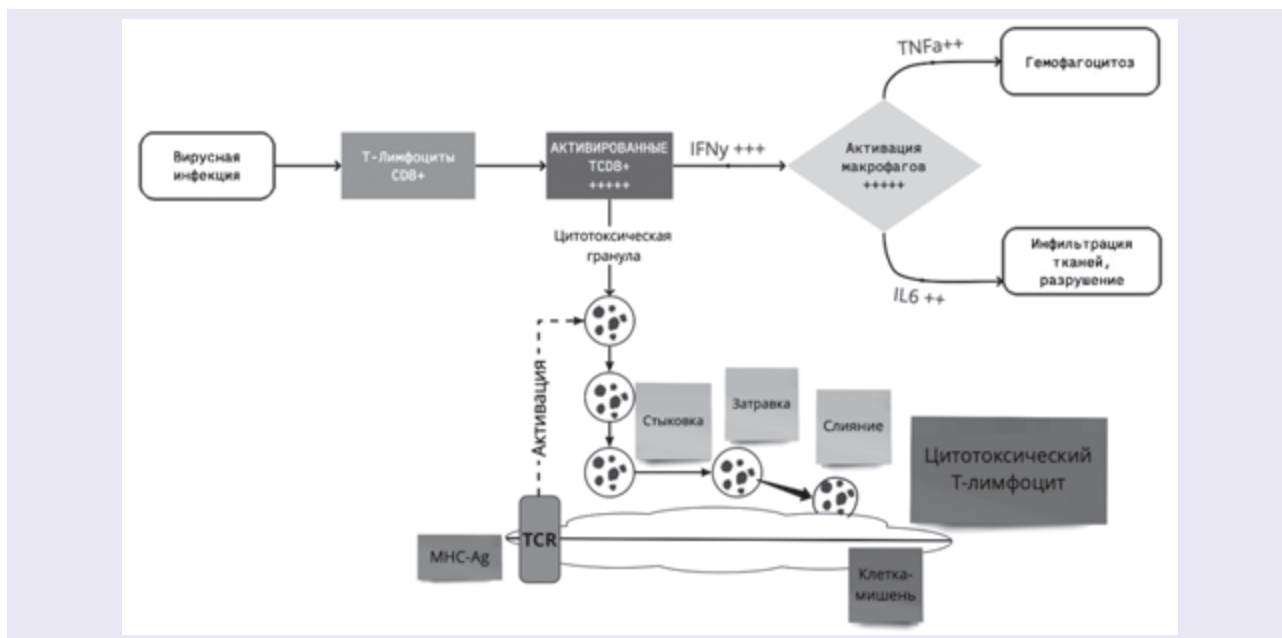 TNFa++
Гемофагоцитоз
Вирусная
инфекция
Т-Лимфоциты
CD8+
АКТИВИРОВАННЫЕ
TCD8+
+++++
IFNy +++
Активация
макрофагов
+++++
Цитотоксическая
гранула
Инфильтрация
тканей,
разрушение
IL6 ++
Активация
Стыковка
Затравка
Слияние
Цитотоксический
Т-лимфоцит
TCR
MHC-Ag
Клетка-
мишень